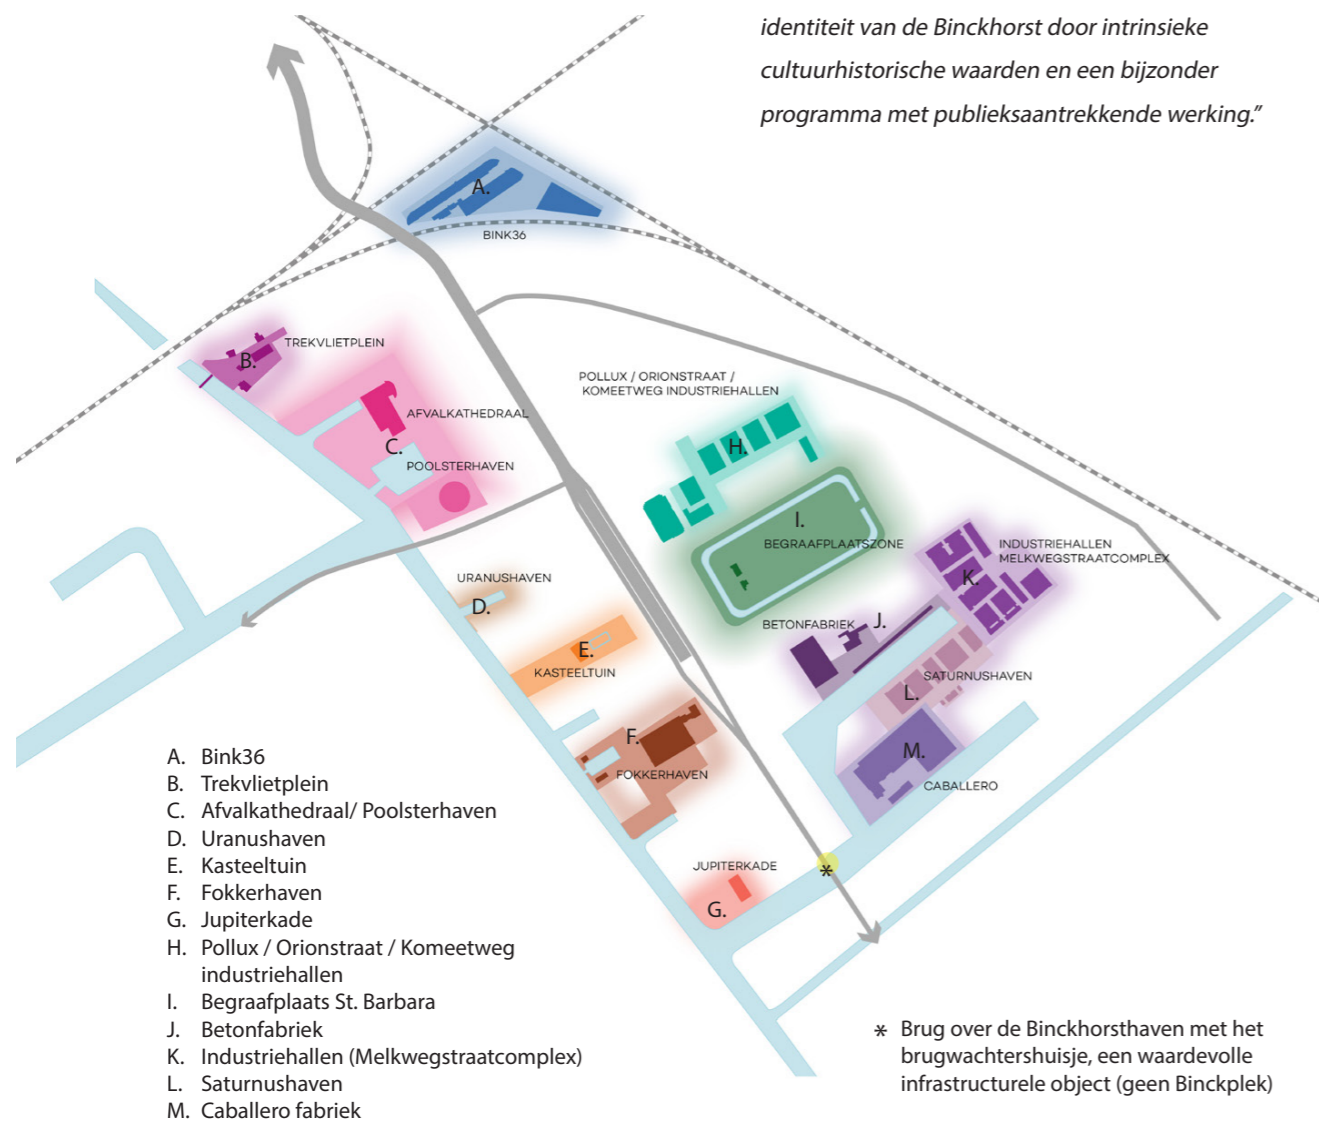 identiteit van de Binckhorst door intrinsieke
cultuurhistorische waarden en een bijzonder
programma met publieksaantrekkende werking.”
A.
BINK36
B.
TREKVLIETPLEIN
AFVALKATHEDRAAL
C.
POOLSTERHAVEN
POLLUX / ORIONSTRAAT /
KOMEETWEG INDUSTRIEHALLEN
H.
I.
BEGRAAFPLAATSZONE
INDUSTRIEHALLEN
MELKWEGSTRAATCOMPLEX
K.
URANUSHAVEN
D.
BETONFABRIEK
J.
E.
KASTEELTUIN
SATURNUSHAVEN
L.
F.
FOKKERHAVEN
M.
CABALLERO
JUPITERKADE
G.
*
A. Bink36
B. Trekvlietplein
C. Afvalkathedraal/ Poolsterhaven
D. Uranushaven
E. Kasteeltuin
F. Fokkerhaven
G. Jupiterkade
H. Pollux / Orionstraat / Kometweg
industriehallen
I. Begraafplaats St. Barbara
J. Betonfabriek
K. Industriehallen (Melkwegstraatcomplex)
L. Saturnushaven
M. Caballero fabriek
* Brug over de Binckhorsthaven met het
brugwachtershuisje, een waardevolle
infrastructurele object (geen Binckplek)